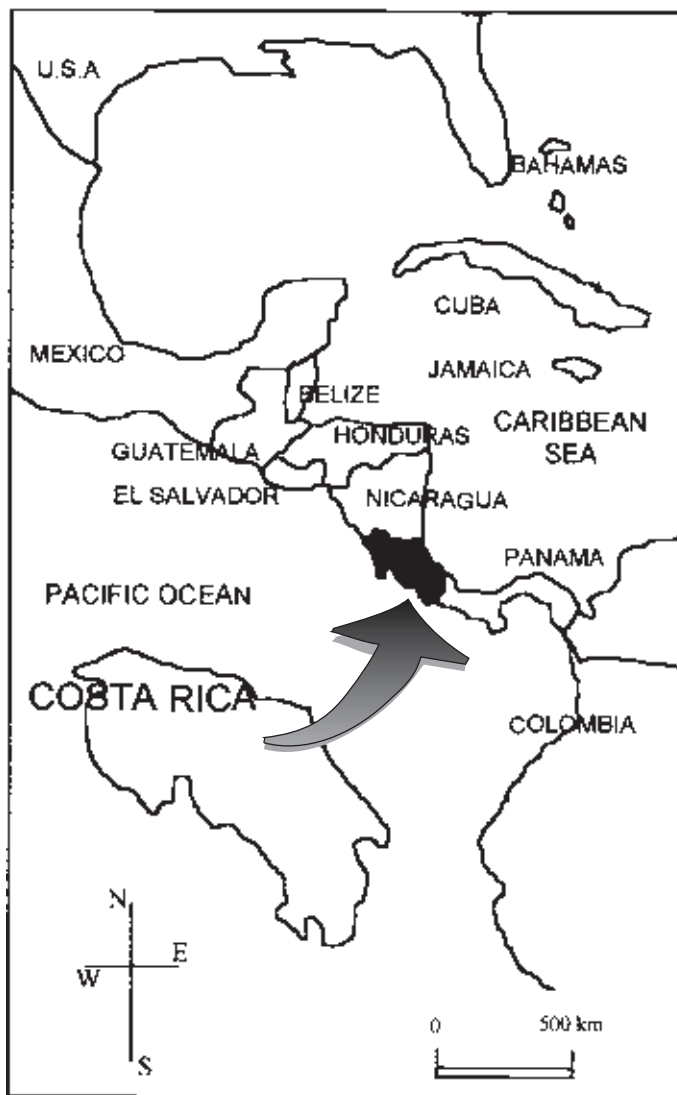 U.S.A
BAHAMAS
CUBA
MEXICO
JAMAICA
BELIZE
CARIBBEAN
SEA
HONDURAS
GUATEMALA
EL SALVADOR
NICARAGUA
PANAMA
PACIFIC OCEAN
COSTA RICA
COLOMBIA
N
E
W
S
0 500 km